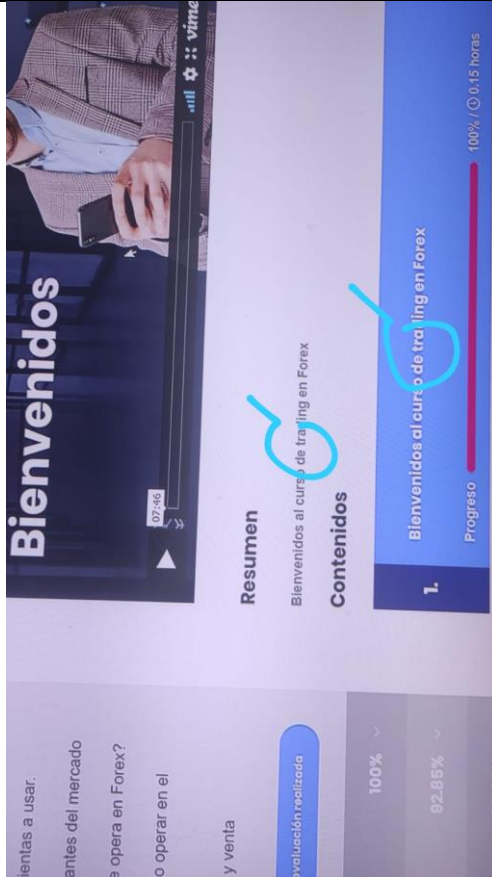 Bienvenidos
07:46
vime
Resumen
Bienvenidos al curso de trading en Forex
Contenidos
1.
Bienvenidos al curso de trading en Forex
Progreso
100% / 0.15 horas
ientas a usar.
antes del mercado
e opera en Forex?
o operar en el
y venta
evaluación realizada
100%
92.85%